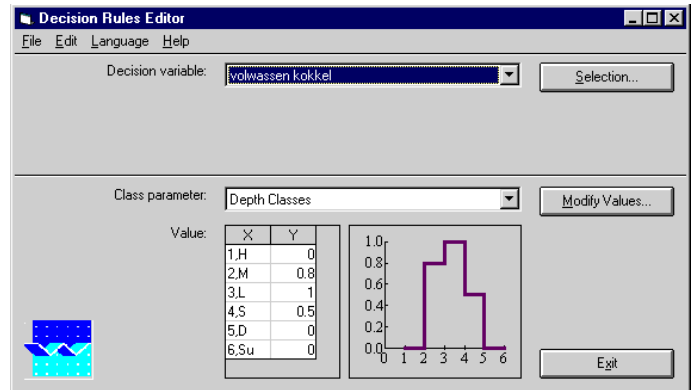 Decision Rules Editor
File Edit Language Help
Decision variable: volwassen kokkel Selection...
Class parameter: Depth Classes Modify Values...
Value:
X Y
1,H 0
2,M 0.8
3,L 1
4,S 0.5
5,D 0
6,Su 0
1.0
0.8
0.6
0.4
0.2
0.0
0 1 2 3 4 5 6
Exit